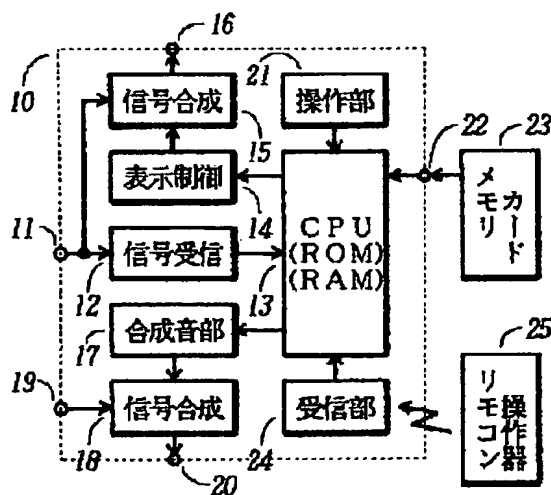 16
10
信号合成
21
操作部
15
22
23
表示制御
メモリ
カード
11
14
CPU
(ROM)
(RAM)
12
信号受信
13
17
合成音部
25
19
信号合成
受信部
リモコン
操作器
18
20
24